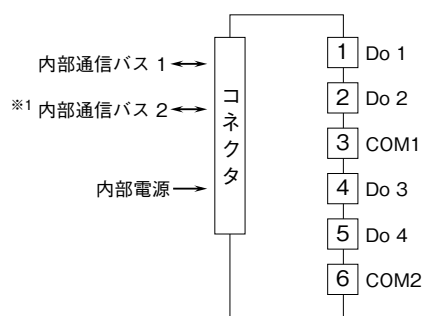 内部通信バス 1
※1 内部通信バス 2
内部電源
コネクタ
1 Do 1
2 Do 2
3 COM1
4 Do 3
5 Do 4
6 COM2